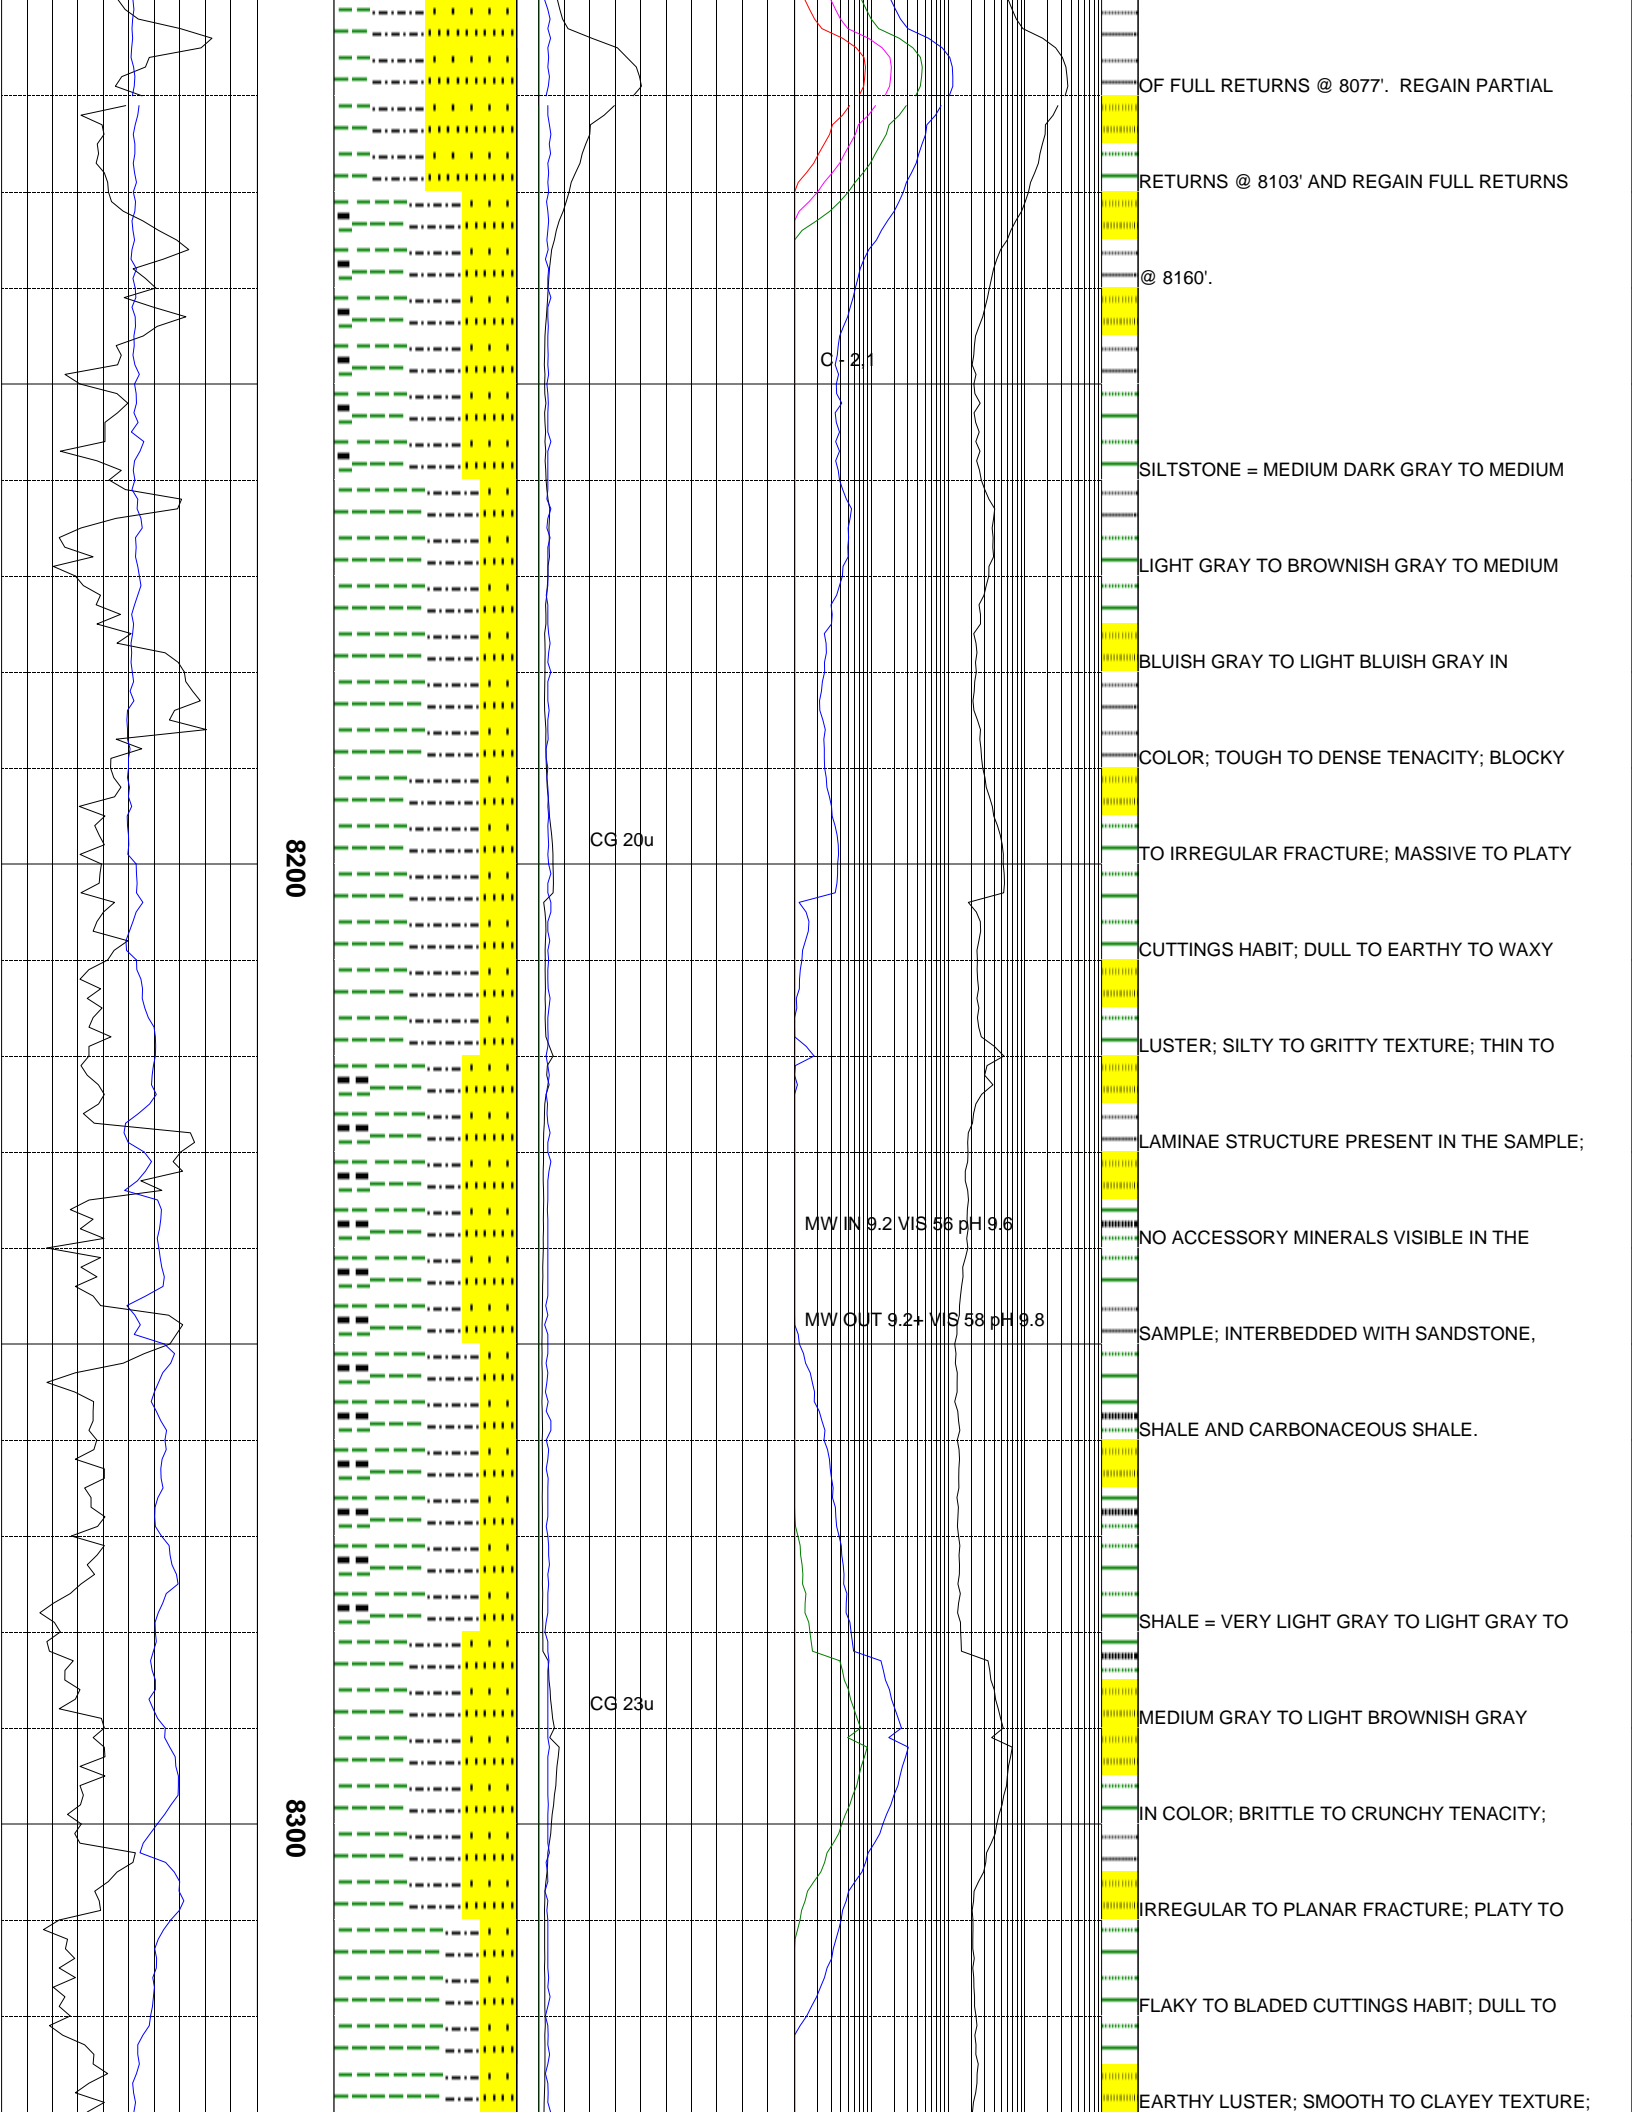 OF FULL RETURNS @ 8077'. REGAIN PARTIAL
RETURNS @ 8103' AND REGAIN FULL RETURNS
@ 8160'.
C - 2,1
SILTSTONE = MEDIUM DARK GRAY TO MEDIUM
LIGHT GRAY TO BROWNISH GRAY TO MEDIUM
BLUISH GRAY TO LIGHT BLUISH GRAY IN
COLOR; TOUGH TO DENSE TENACITY; BLOCKY
8200
CG 20u
TO IRREGULAR FRACTURE; MASSIVE TO PLATY
CUTTINGS HABIT; DULL TO EARTHY TO WAXY
LUSTER; SILTY TO GRITTY TEXTURE; THIN TO
LAMINAE STRUCTURE PRESENT IN THE SAMPLE;
MW IN 9.2 VIS 56 pH 9.6
NO ACCESSORY MINERALS VISIBLE IN THE
MW OUT 9.2+ VIS 58 pH 9.8
SAMPLE; INTERBEDDED WITH SANDSTONE,
SHALE AND CARBONACEOUS SHALE.
SHALE = VERY LIGHT GRAY TO LIGHT GRAY TO
CG 23u
MEDIUM GRAY TO LIGHT BROWNISH GRAY
8300
IN COLOR; BRITTLE TO CRUNCHY TENACITY;
IRREGULAR TO PLANAR FRACTURE; PLATY TO
FLAKY TO BLADED CUTTINGS HABIT; DULL TO
EARTHY LUSTER; SMOOTH TO CLAYEY TEXTURE;